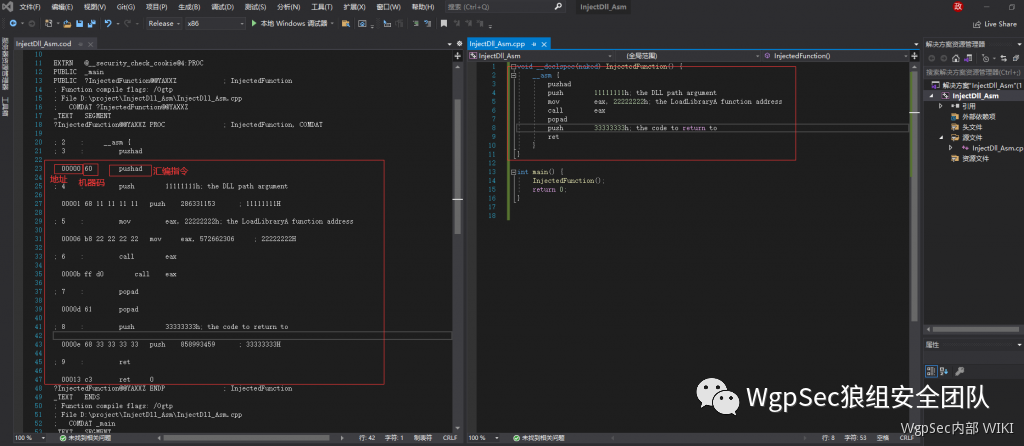 文件(F) 编辑(E) 视图(V) Git(G) 项目(P) 生成(B) 调试(D) 测试(S) 分析(N) 工具(T) 扩展(X) 窗口(W) 帮助(H) 搜索 (Ctrl+Q) InjectDll_Asm
Release x86 本地 Windows 调试器 Live Share
InjectDll_Asm.cod
10
11 EXTRN @__security_check_cookie@4:PROC
12 PUBLIC _main
13 PUBLIC ?InjectedFunction@@YAXXZ ; InjectedFunction
14 ; Function compile flags: /Ogtp
15 ; File D:\project\InjectDll_Asm\InjectDll_Asm.cpp
16 ; COMDAT ?InjectedFunction@@YAXXZ
17 _TEXT SEGMENT
18 ?InjectedFunction@@YAXXZ PROC ; InjectedFunction, COMDAT
19
20 ; 2 : __asm {
21 ; 3 : pushad
22
23 00000 60 pushad 汇编指令
24 地址 机器码
25 ; 4 : push 11111111h; the DLL path argument
26
27 00001 68 11 11 11 11 push 286331153 ; 11111111H
28
29 ; 5 : mov eax, 22222222h; the LoadLibraryA function address
30
31 00006 b8 22 22 22 22 mov eax, 572662306 ; 22222222H
32
33 ; 6 : call eax
34
35 0000b ff d0 call eax
36
37 ; 7 : popad
38
39 0000d 61 popad
40
41 ; 8 : push 33333333h; the code to return to
42
43 0000e 68 33 33 33 33 push 858993459 ; 33333333H
44
45 ; 9 : ret
46
47 00013 c3 ret 0
48 ?InjectedFunction@@YAXXZ ENDP ; InjectedFunction
49 _TEXT ENDS
50 ; Function compile flags: /Ogtp
51 ; File D:\project\InjectDll_Asm\InjectDll_Asm.cpp
52 ; COMDAT _main
53 _TEXT SEGMENT
100 % 未找到相关问题 行: 42 字符: 1 制表符 CRLF
InjectDll_Asm.cpp
InjectDll_Asm (全局范围) InjectedFunction()
1 void __declspec(naked) InjectedFunction() {
2 __asm {
3 pushad
4 push 11111111h; the DLL path argument
5 mov eax, 22222222h; the LoadLibraryA function address
6 call eax
7 popad
8 push 33333333h; the code to return to
9 ret
10 }
11 }
12
13 int main() {
14 InjectedFunction();
15 return 0;
16 }
17
18
100 % 未找到相关问题 行: 8 字符: 53 空格 CRLF
解决方案资源管理器
搜索解决方案资源管理器(Ctrl+;)
解决方案"InjectDll_Asm"(1
InjectDll_Asm
引用
外部依赖项
头文件
源文件
InjectDll_Asm.cp
资源文件
属性
WgpSec狼组安全团队
WgpSec内部 WIKI